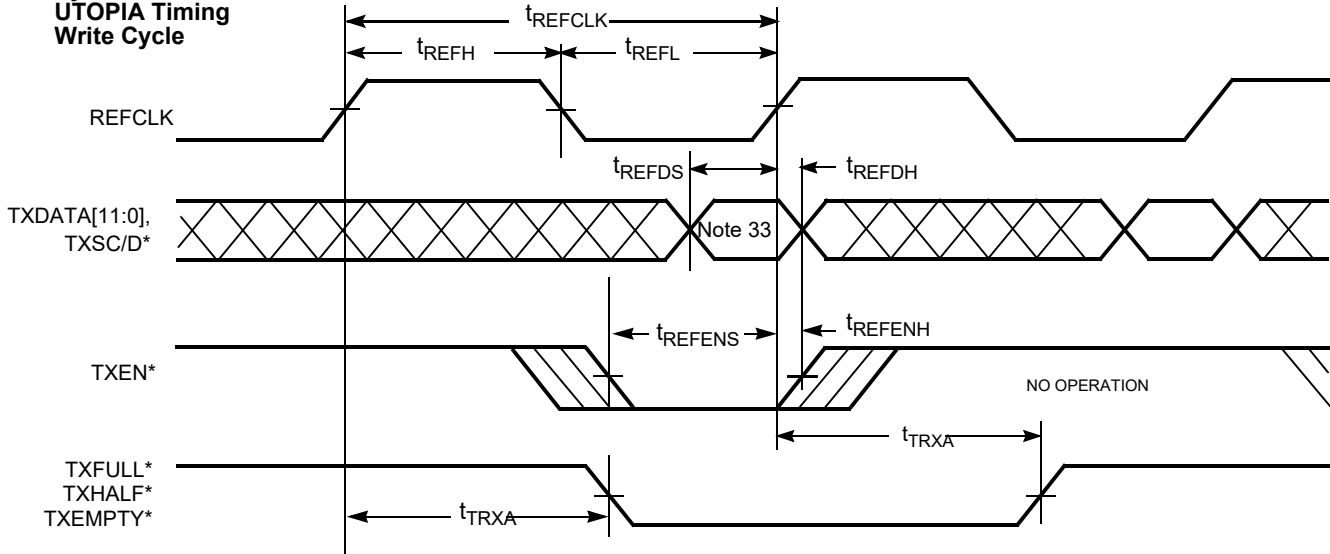 UTOPIA Timing
Write Cycle
tREFCLK
tREFH
tREFL
REFCLK
tREFDS
tREFDH
TXDATA[11:0],
TXSC/D*
Note 33
tREFENS
tREFENH
TXEN*
NO OPERATION
tTRXA
TXFULL*
TXHALF*
TXEMPTY*
tTRXA